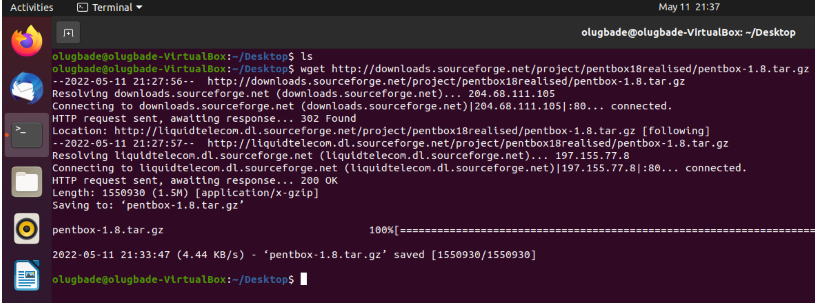 Activities
Terminal
May 11 21:37
olugbade@olugbade-VirtualBox: ~/Desktop
olugbade@olugbade-VirtualBox:~/Desktop$ ls
olugbade@olugbade-VirtualBox:~/Desktop$ wget http://downloads.sourceforge.net/project/pentbox18realised/pentbox-1.8.tar.gz
--2022-05-11 21:27:56-- http://downloads.sourceforge.net/project/pentbox18realised/pentbox-1.8.tar.gz
Resolving downloads.sourceforge.net (downloads.sourceforge.net)... 204.68.111.105
Connecting to downloads.sourceforge.net (downloads.sourceforge.net)|204.68.111.105|:80... connected.
HTTP request sent, awaiting response... 302 Found
Location: http://liquidtelecom.dl.sourceforge.net/project/pentbox18realised/pentbox-1.8.tar.gz [following]
--2022-05-11 21:27:57-- http://liquidtelecom.dl.sourceforge.net/project/pentbox18realised/pentbox-1.8.tar.gz
Resolving liquidtelecom.dl.sourceforge.net (liquidtelecom.dl.sourceforge.net)... 197.155.77.8
Connecting to liquidtelecom.dl.sourceforge.net (liquidtelecom.dl.sourceforge.net)|197.155.77.8|:80... connected.
HTTP request sent, awaiting response... 200 OK
Length: 1550930 (1.5M) [application/x-gzip]
Saving to: ‘pentbox-1.8.tar.gz’
pentbox-1.8.tar.gz 100%[===================================================================
2022-05-11 21:33:47 (4.44 KB/s) - ‘pentbox-1.8.tar.gz’ saved [1550930/1550930]
olugbade@olugbade-VirtualBox:~/Desktop$